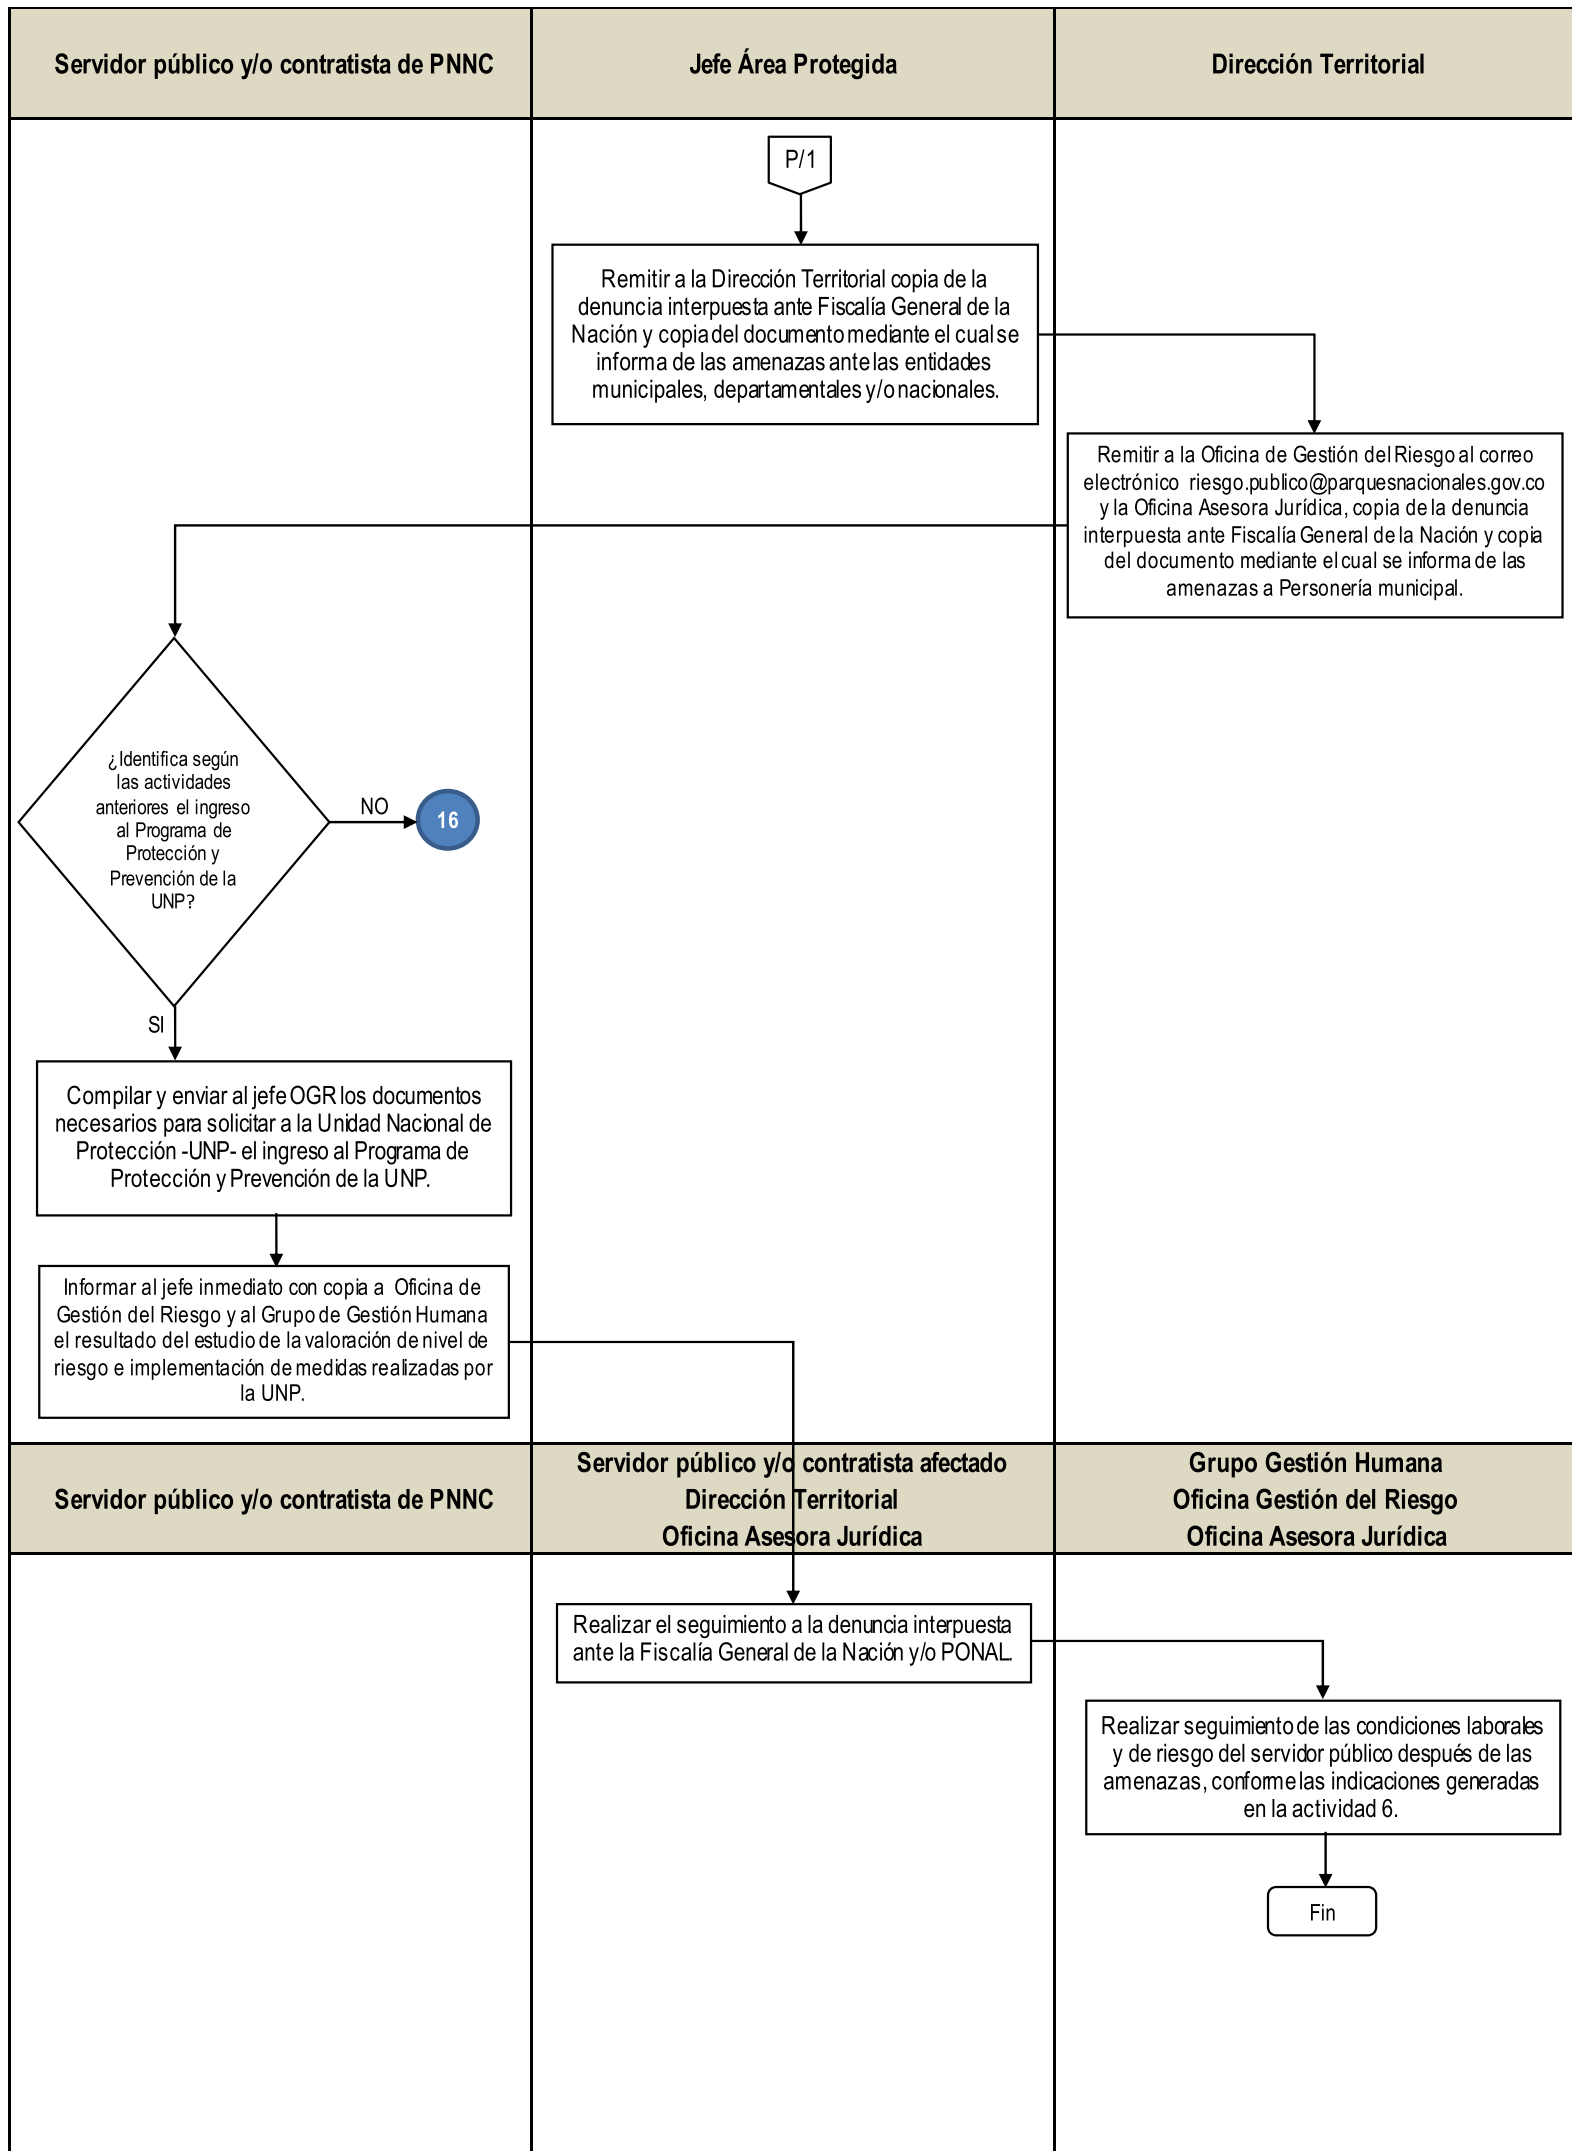 Servidor público y/o contratista de PNNC
Jefe Área Protegida
Dirección Territorial
P/1
Remitir a la Dirección Territorial copia de la
denuncia interpuesta ante Fiscalía General de la
Nación y copia del documento mediante el cual se
informa de las amenazas ante las entidades
municipales, departamentales y/o nacionales.
Remitir a la Oficina de Gestión del Riesgo al correo
electrónico riesgo.publico@parquesnacionales.gov.co
y la Oficina Asesora Jurídica, copia de la denuncia
interpuesta ante Fiscalía General de la Nación y copia
del documento mediante el cual se informa de las
amenazas a Personería municipal.
¿Identifica según
las actividades
anteriores el ingreso
al Programa de
Protección y
Prevención de la
UNP?
NO
16
SI
Compilar y enviar al jefe OGR los documentos
necesarios para solicitar a la Unidad Nacional de
Protección -UNP- el ingreso al Programa de
Protección y Prevención de la UNP.
Informar al jefe inmediato con copia a Oficina de
Gestión del Riesgo y al Grupo de Gestión Humana
el resultado del estudio de la valoración de nivel de
riesgo e implementación de medidas realizadas por
la UNP.
Servidor público y/o contratista de PNNC
Servidor público y/o contratista afectado
Dirección Territorial
Oficina Asesora Jurídica
Grupo Gestión Humana
Oficina Gestión del Riesgo
Oficina Asesora Jurídica
Realizar el seguimiento a la denuncia interpuesta
ante la Fiscalía General de la Nación y/o PONAL.
Realizar seguimiento de las condiciones laborales
y de riesgo del servidor público después de las
amenazas, conforme las indicaciones generadas
en la actividad 6.
Fin